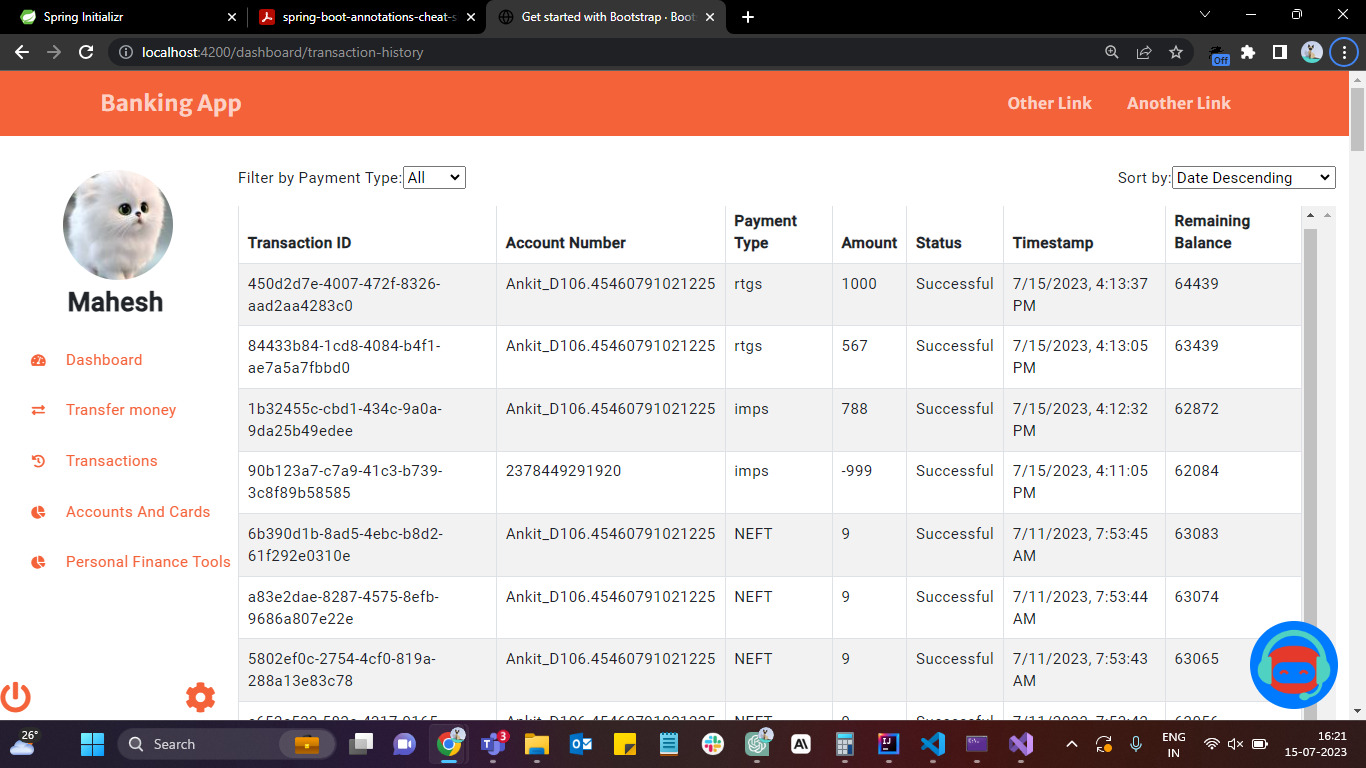 Spring Initializr
spring-boot-annotations-cheat-s
Get started with Bootstrap · Boot
localhost:4200/dashboard/transaction-history
Off
Banking App
Other Link
Another Link
Mahesh
Dashboard
Transfer money
Transactions
Accounts And Cards
Personal Finance Tools
Filter by Payment Type: All
Sort by: Date Descending
Transaction ID Account Number Payment Type Amount Status Timestamp Remaining Balance
450d2d7e-4007-472f-8326- Ankit_D106.45460791021225 rtgs 1000 Successful 7/15/2023, 4:13:37 64439
aad2aa4283c0 PM
84433b84-1cd8-4084-b4f1- Ankit_D106.45460791021225 rtgs 567 Successful 7/15/2023, 4:13:05 63439
ae7a5a7fbbd0 PM
1b32455c-cbd1-434c-9a0a- Ankit_D106.45460791021225 imps 788 Successful 7/15/2023, 4:12:32 62872
9da25b49edee PM
90b123a7-c7a9-41c3-b739- 2378449291920 imps -999 Successful 7/15/2023, 4:11:05 62084
3c8f89b58585 PM
6b390d1b-8ad5-4ebc-b8d2- Ankit_D106.45460791021225 NEFT 9 Successful 7/11/2023, 7:53:45 63083
61f292e0310e AM
a83e2dae-8287-4575-8efb- Ankit_D106.45460791021225 NEFT 9 Successful 7/11/2023, 7:53:44 63074
9686a807e22e AM
5802ef0c-2754-4cf0-819a- Ankit_D106.45460791021225 NEFT 9 Successful 7/11/2023, 7:53:43 63065
288a13e83c78 AM
26°
Search
3
ENG
IN
16:21
15-07-2023